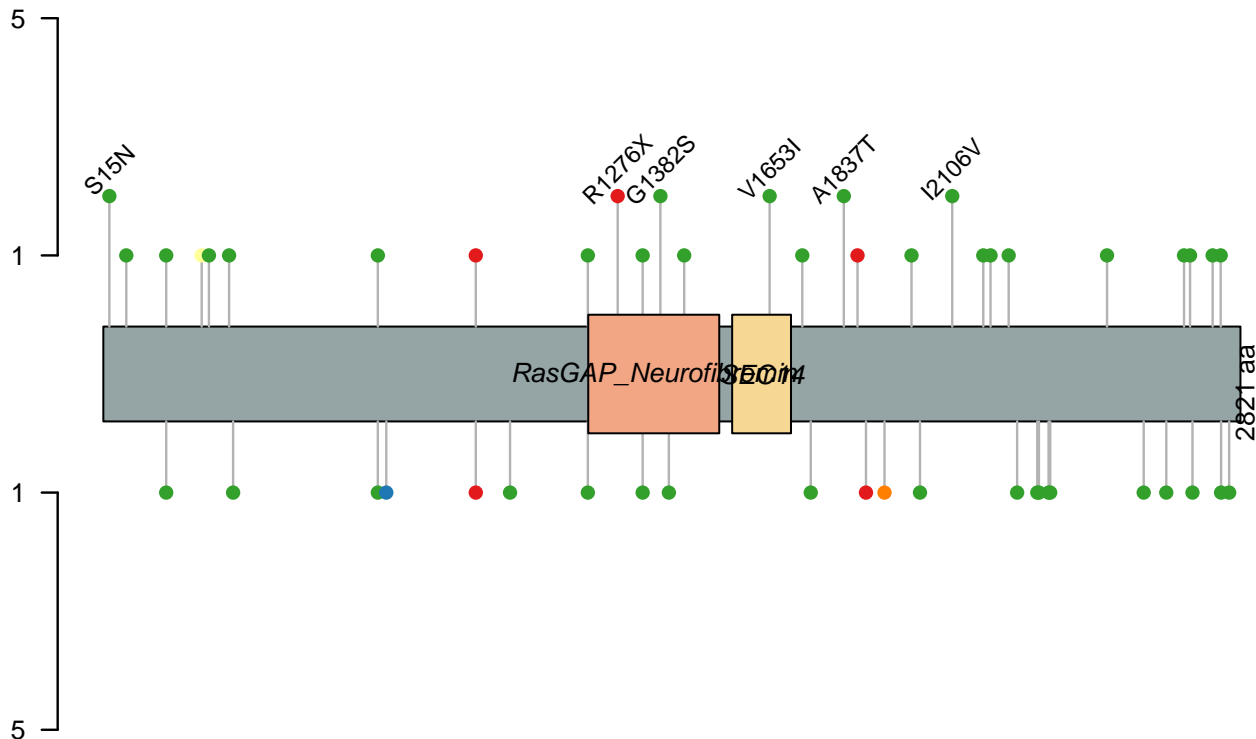 5
S15N
R1276X
G1382S
V1653I
A1837T
I2106V
1
RasGAP_Neurofibromin
SEC14
2821 aa
1
5